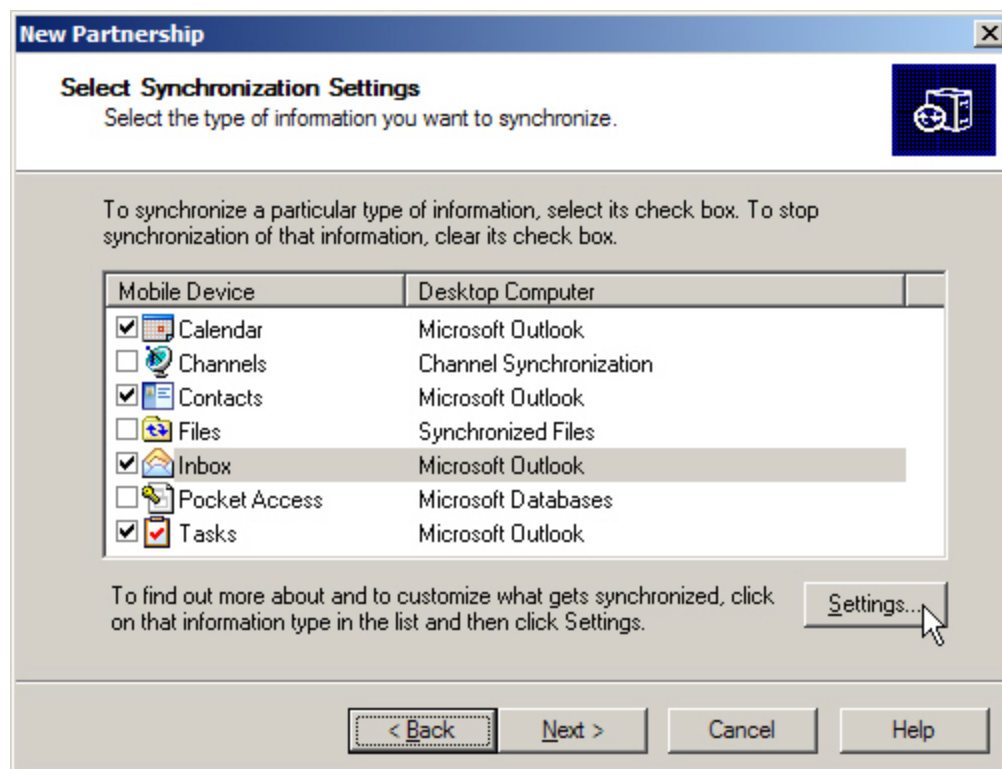 New Partnership
Select Synchronization Settings
Select the type of information you want to synchronize.
To synchronize a particular type of information, select its check box. To stop
synchronization of that information, clear its check box.
Mobile Device Desktop Computer
Calendar Microsoft Outlook
Channels Channel Synchronization
Contacts Microsoft Outlook
Files Synchronized Files
Inbox Microsoft Outlook
Pocket Access Microsoft Databases
Tasks Microsoft Outlook
To find out more about and to customize what gets synchronized, click
on that information type in the list and then click Settings.
Settings...
< Back Next > Cancel Help